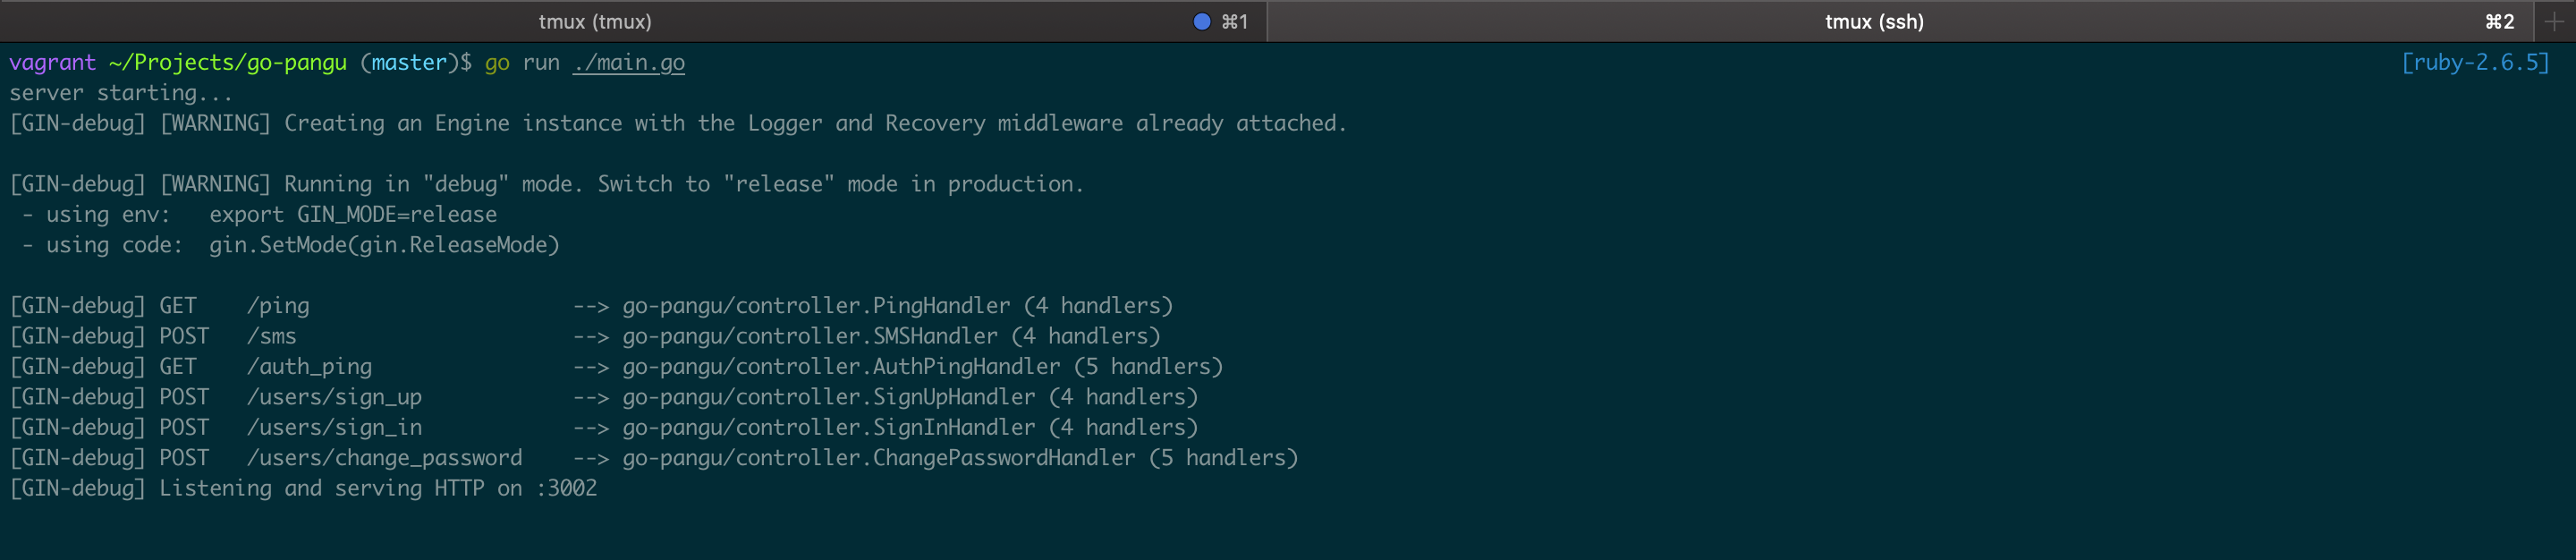 tmux (tmux) ⌘1 tmux (ssh) ⌘2 +
vagrant ~/Projects/go-pangu (master)$ go run ./main.go [ruby-2.6.5]
server starting...
[GIN-debug] [WARNING] Creating an Engine instance with the Logger and Recovery middleware already attached.
[GIN-debug] [WARNING] Running in "debug" mode. Switch to "release" mode in production.
 - using env:   export GIN_MODE=release
 - using code:  gin.SetMode(gin.ReleaseMode)
[GIN-debug] GET    /ping                     --> go-pangu/controller.PingHandler (4 handlers)
[GIN-debug] POST   /sms                      --> go-pangu/controller.SMSHandler (4 handlers)
[GIN-debug] GET    /auth_ping                --> go-pangu/controller.AuthPingHandler (5 handlers)
[GIN-debug] POST   /users/sign_up            --> go-pangu/controller.SignUpHandler (4 handlers)
[GIN-debug] POST   /users/sign_in            --> go-pangu/controller.SignInHandler (4 handlers)
[GIN-debug] POST   /users/change_password    --> go-pangu/controller.ChangePasswordHandler (5 handlers)
[GIN-debug] Listening and serving HTTP on :3002